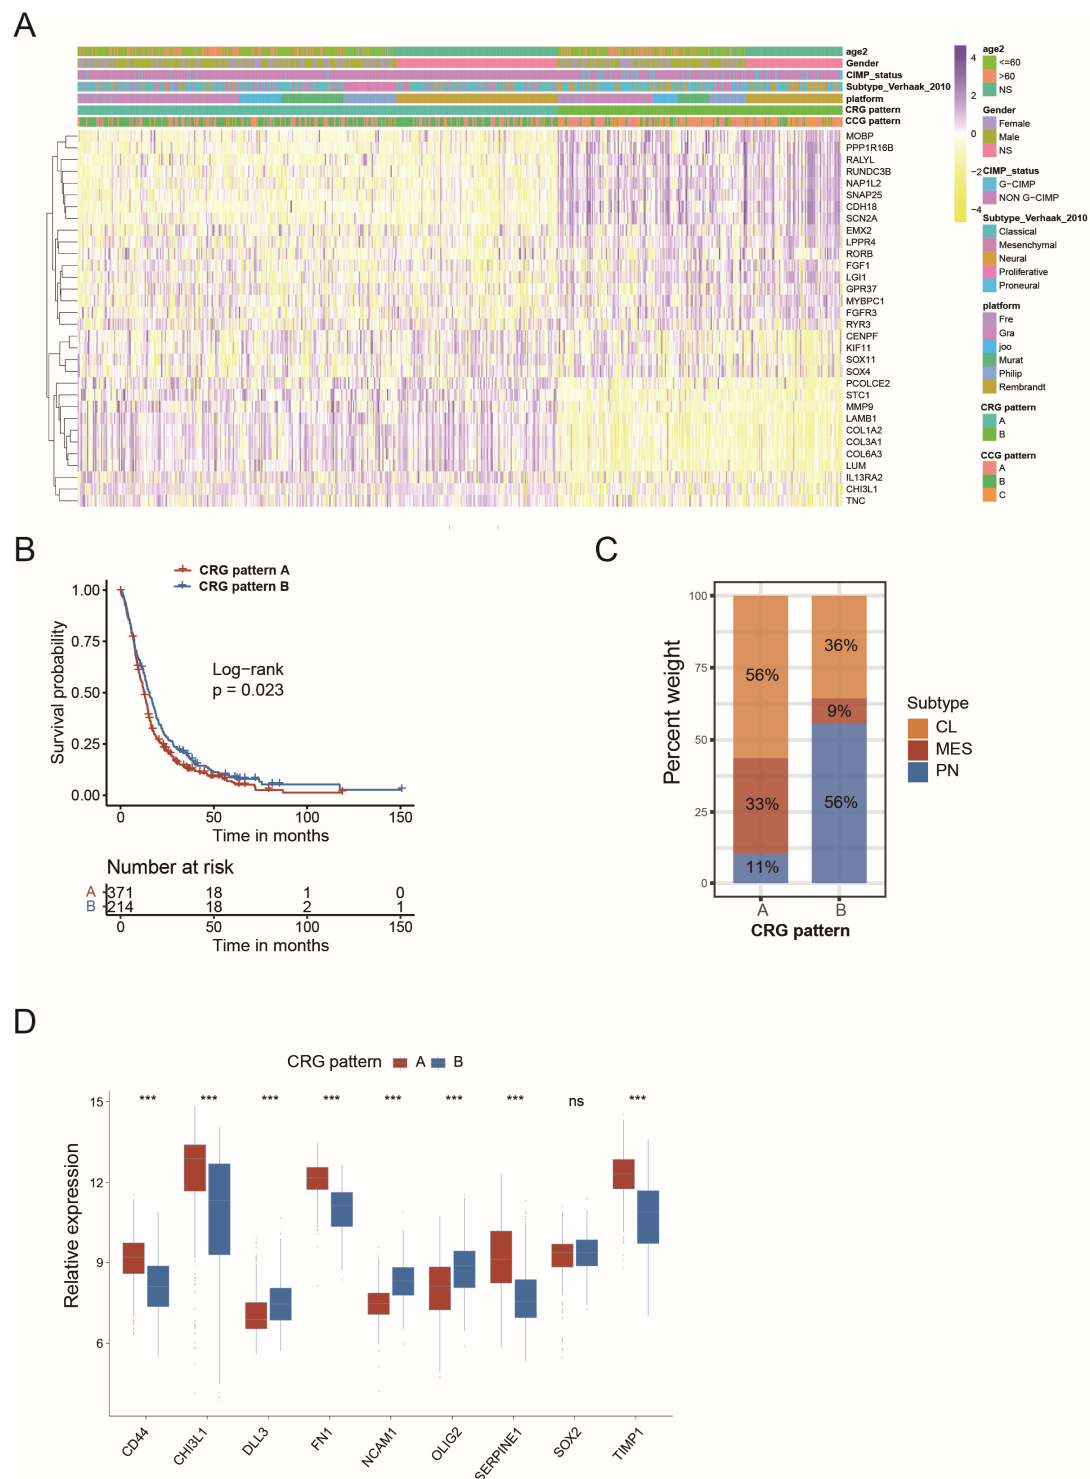 A
age2
Gender
CIMP_status
Subtype_Verhaak_2010
platform
CRG pattern
CCG pattern
MOBP
PPP1R16B
RALYL
RUNDC3B
NAP1L2
SNAP25
CDH18
SCN2A
EMX2
LPPR4
RORB
FGF1
LGI1
GPR37
MYBPC1
FGFR3
RYR3
CENPF
KIF11
SOX11
SOX4
PCOLCE2
STC1
MMP9
LAMB1
COL1A2
COL3A1
COL6A3
LUM
IL13RA2
CHI3L1
TNC
4
2
0
−2
−4
age2
<=60
>60
NS
Gender
Female
Male
NS
CIMP_status
G−CIMP
NON G−CIMP
Subtype_Verhaak_2010
Classical
Mesenchymal
Neural
Proliferative
Proneural
platform
Fre
Gra
joo
Murat
Philip
Rembrandt
CRG pattern
A
B
CCG pattern
A
B
C
B
CRG pattern A
CRG pattern B
Survival probability
1.00
0.75
0.50
0.25
0.00
Log−rank
p = 0.023
0 50 100 150
Time in months
Number at risk
A 371 18 1 0
B 214 18 2 1
0 50 100 150
Time in months
C
Percent weight
100
75
50
25
0
56%
33%
11%
36%
9%
56%
A B
CRG pattern
Subtype
CL
MES
PN
D
CRG pattern A B
Relative expression
15
12
9
6
*** *** *** *** *** *** *** ns ***
CD44
CHI3L1
DLL3
FN1
NCAM1
OLIG2
SERPINE1
SOX2
TIMP1